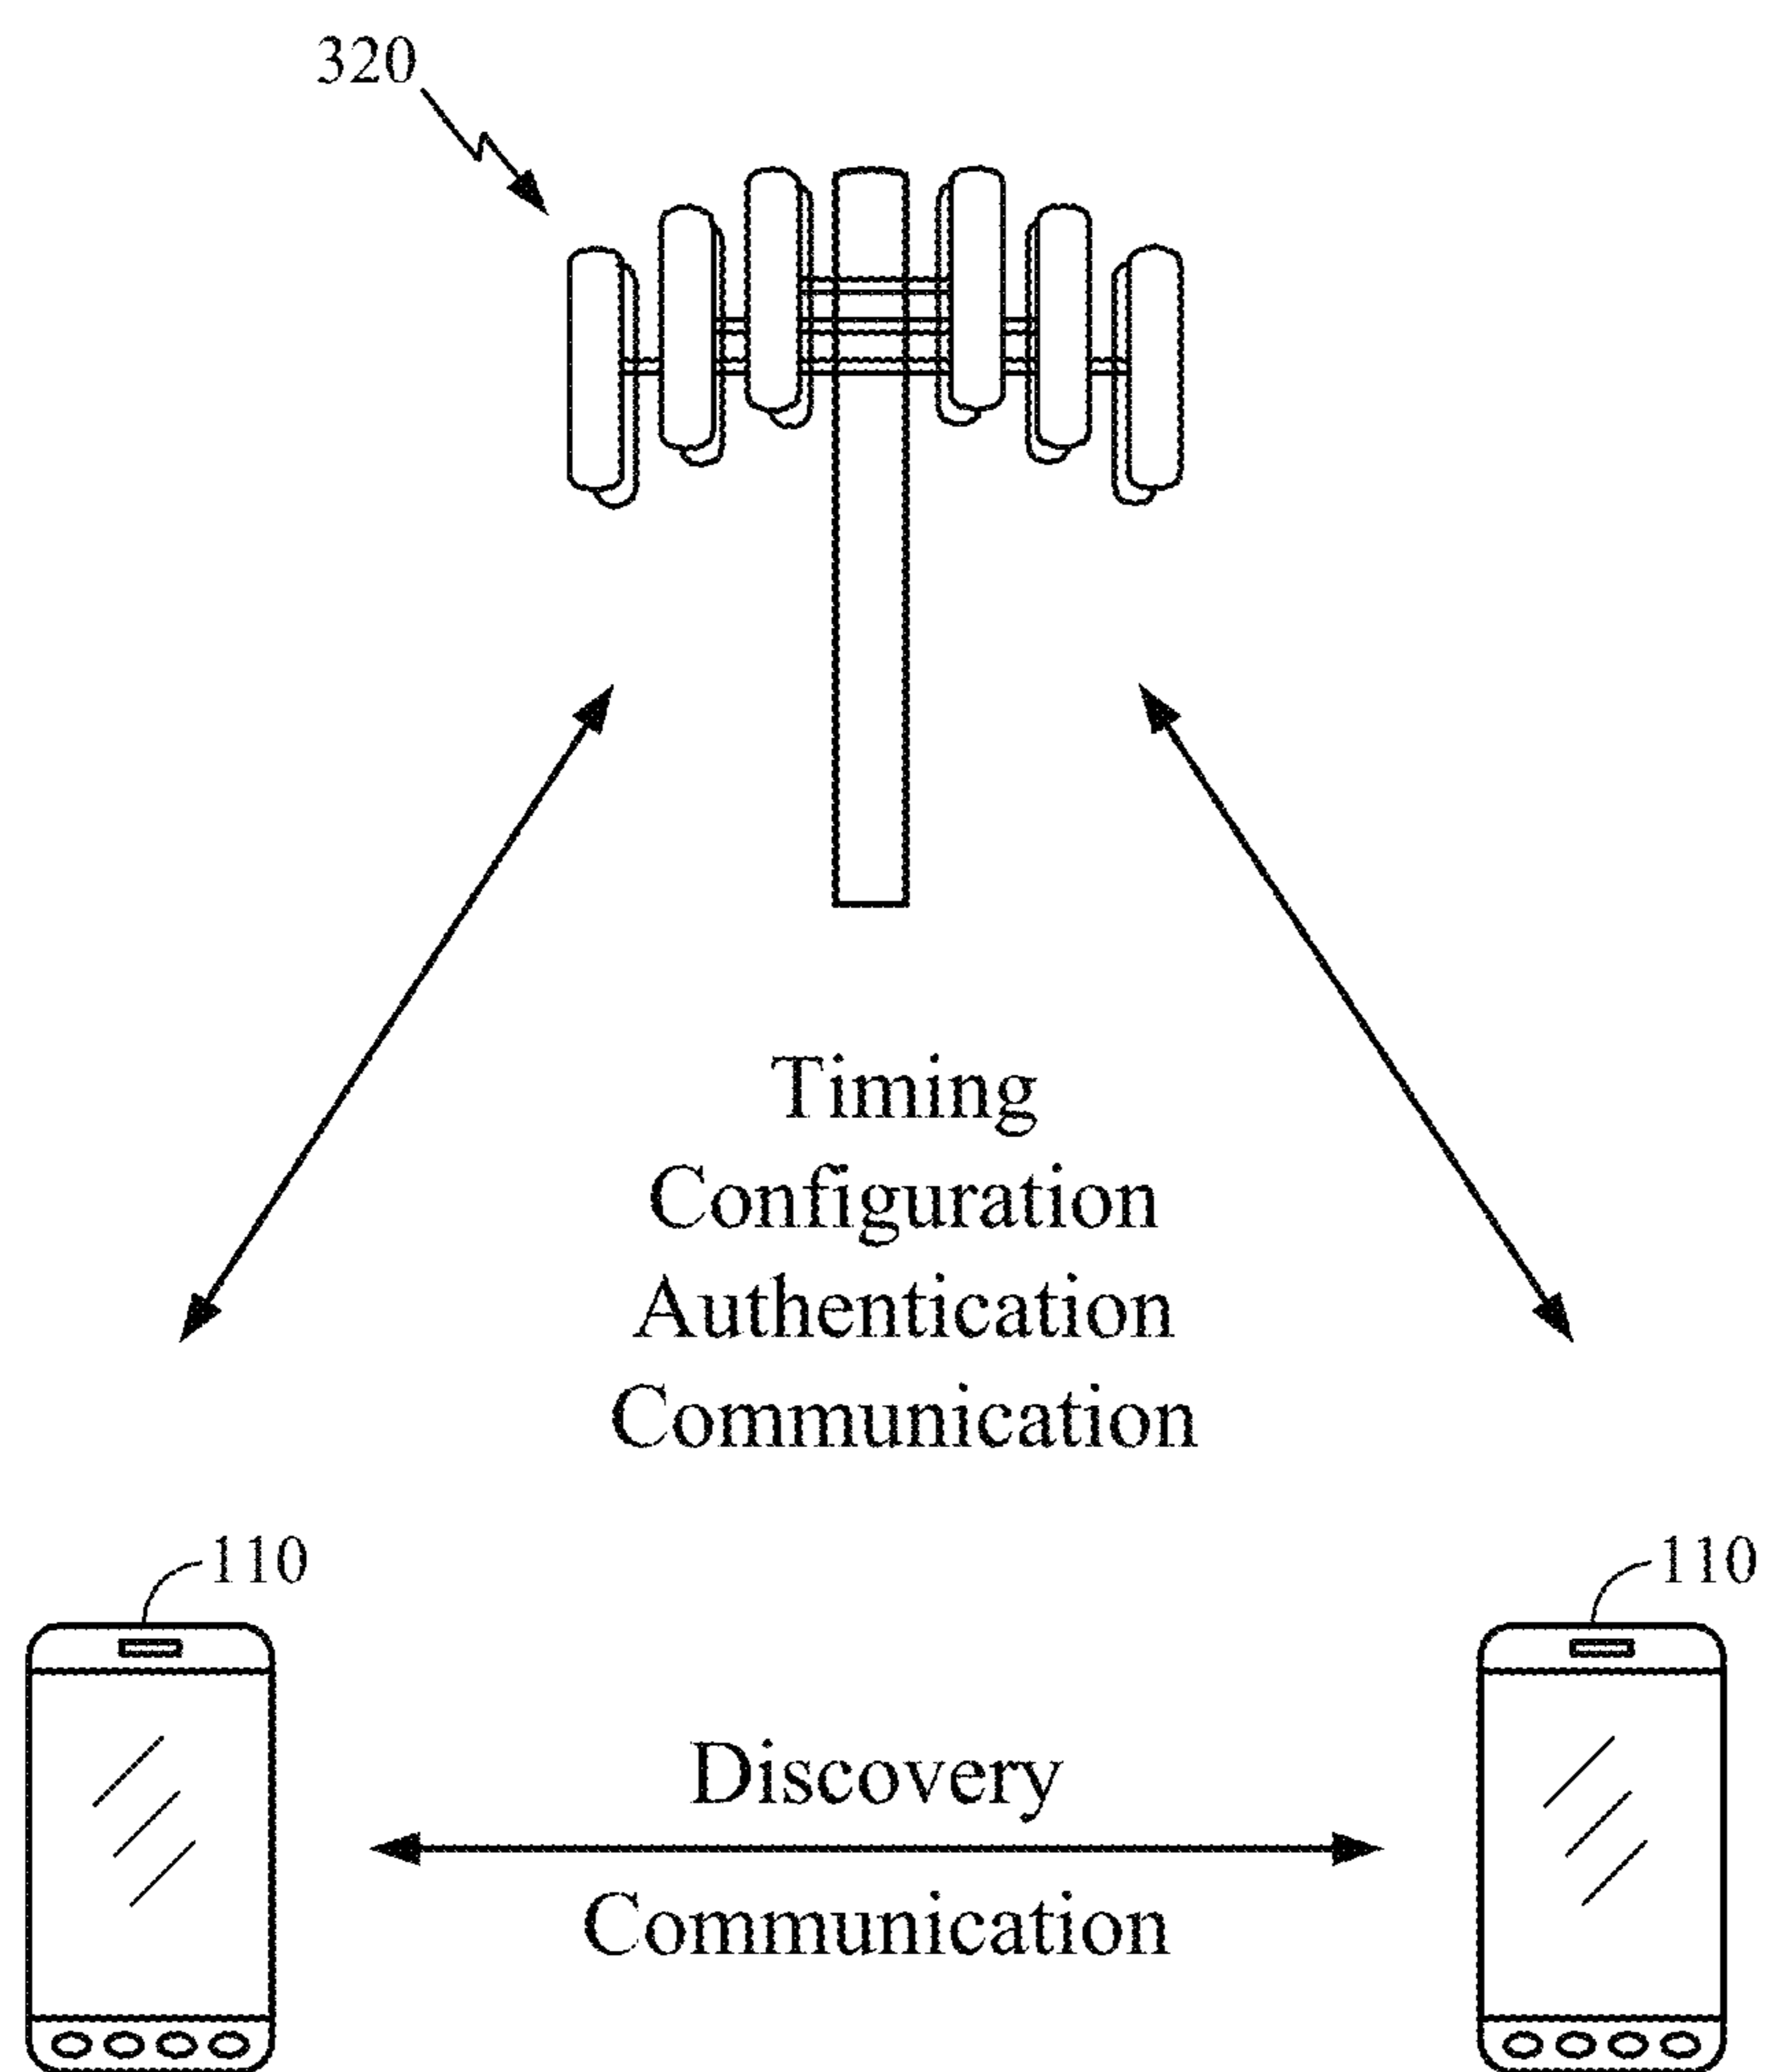 320
Timing
Configuration
Authentication
Communication
110
110
Discovery
Communication